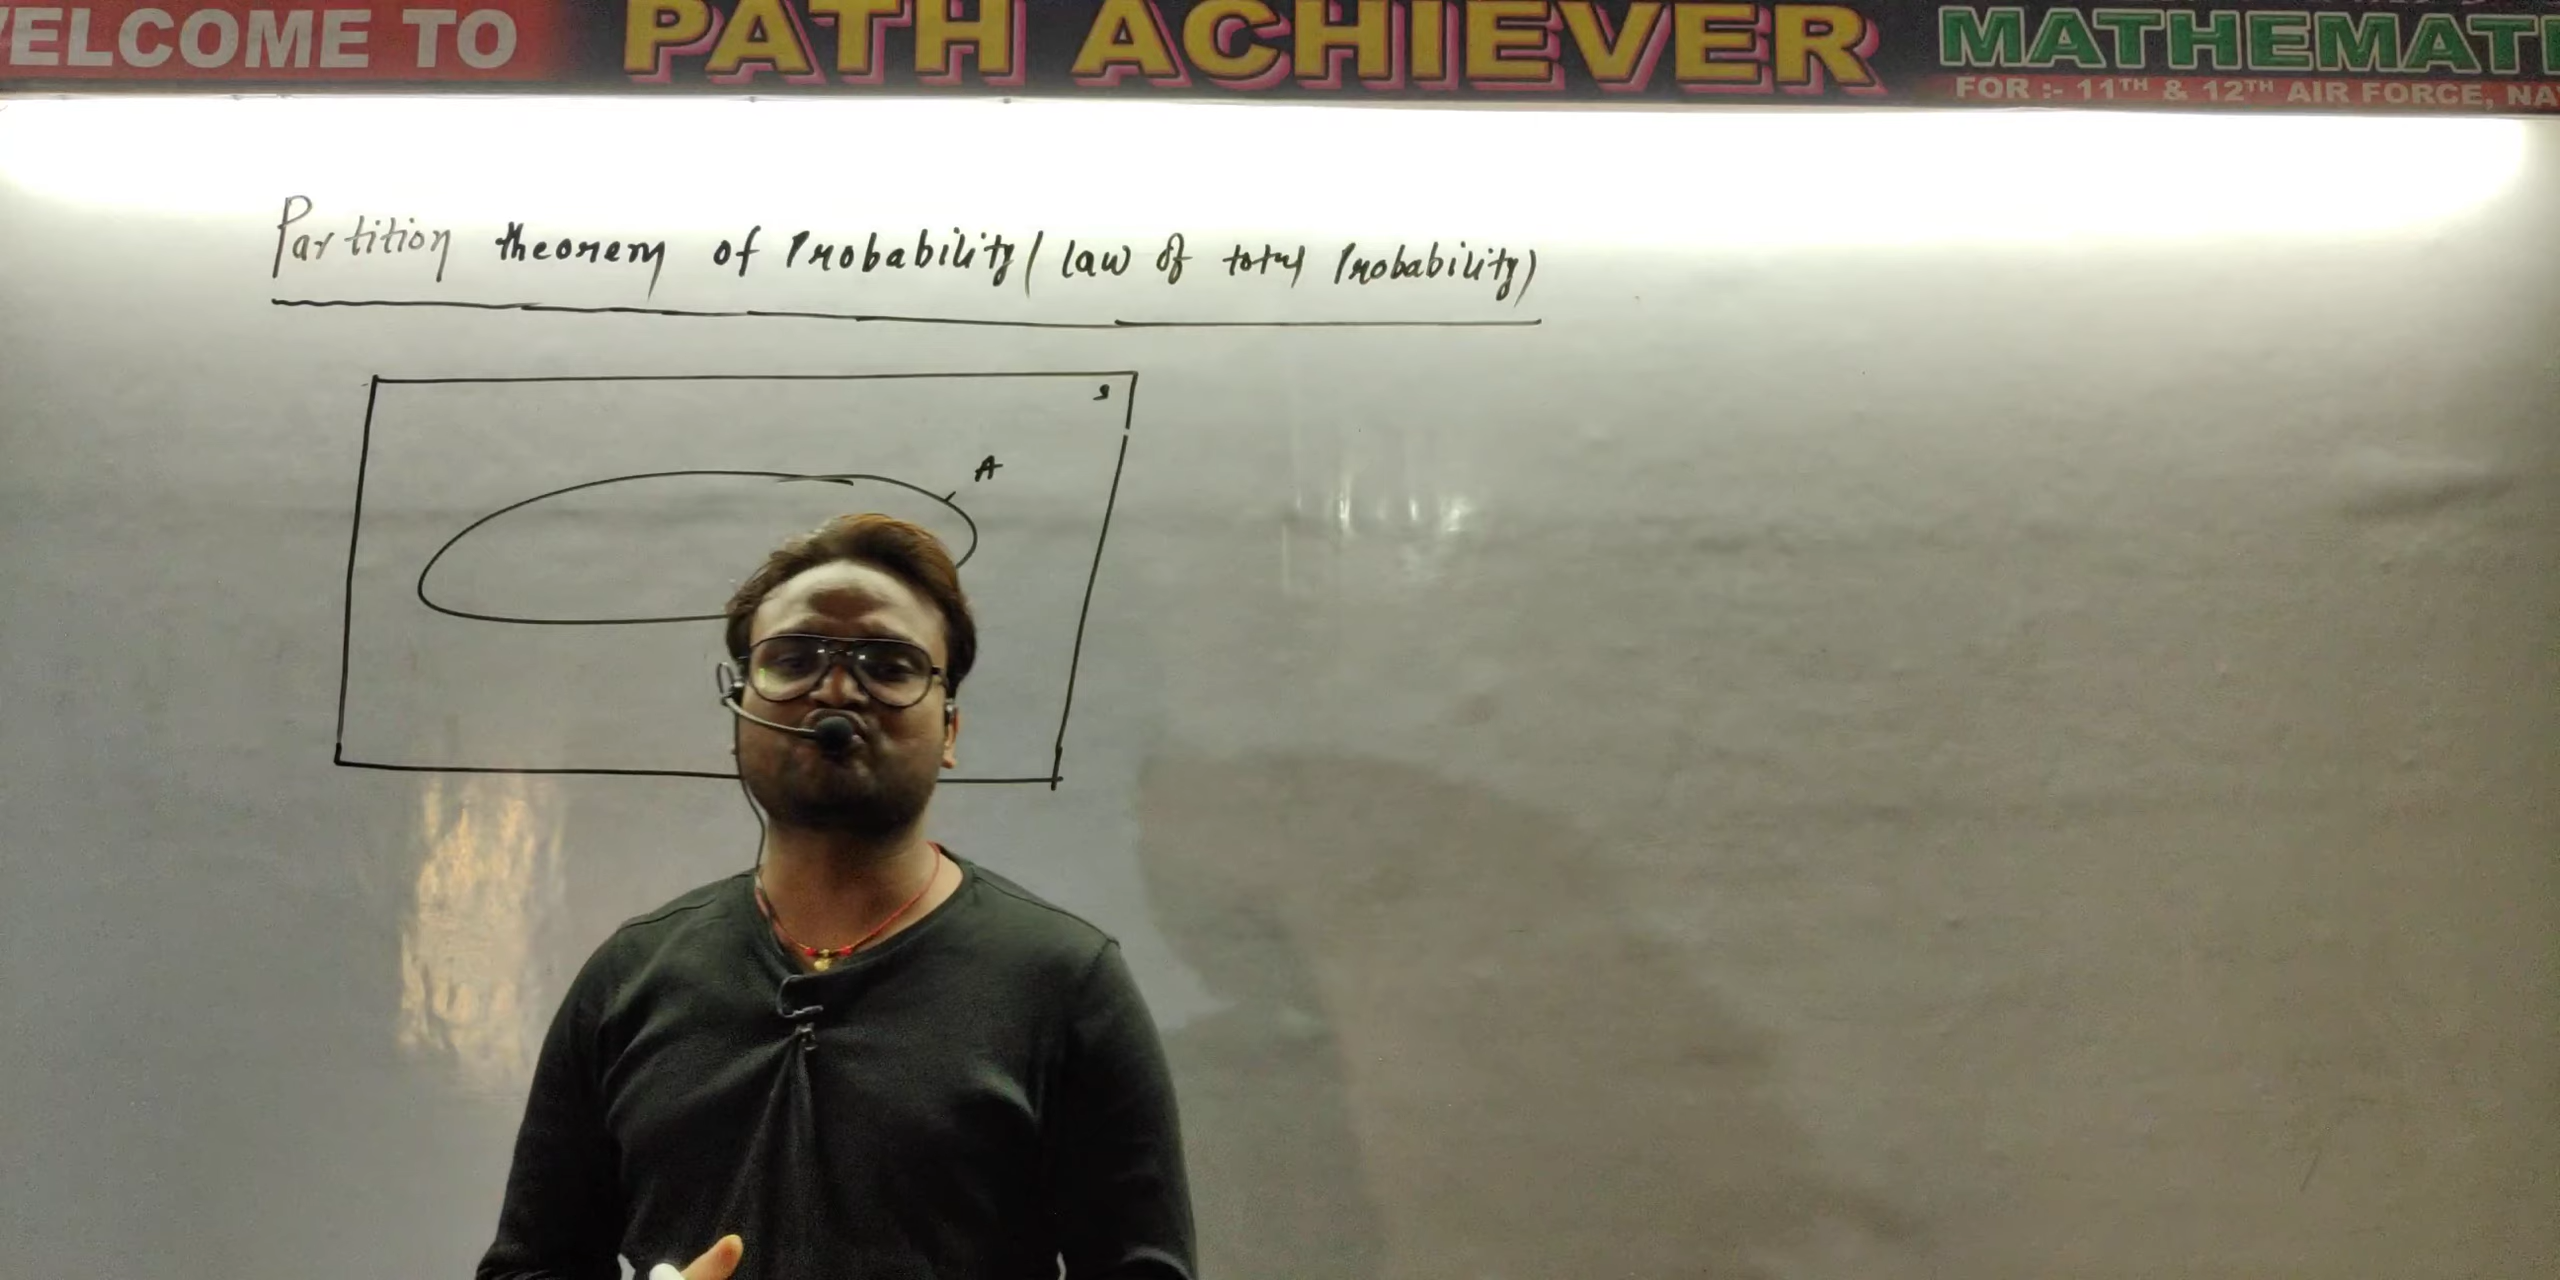 ELCOME TO PATH ACHIEVER MATHEMAT
FOR :- 11TH & 12TH AIR FORCE, NA
Partition theorem of Probability ( law of total Probability)
S
A